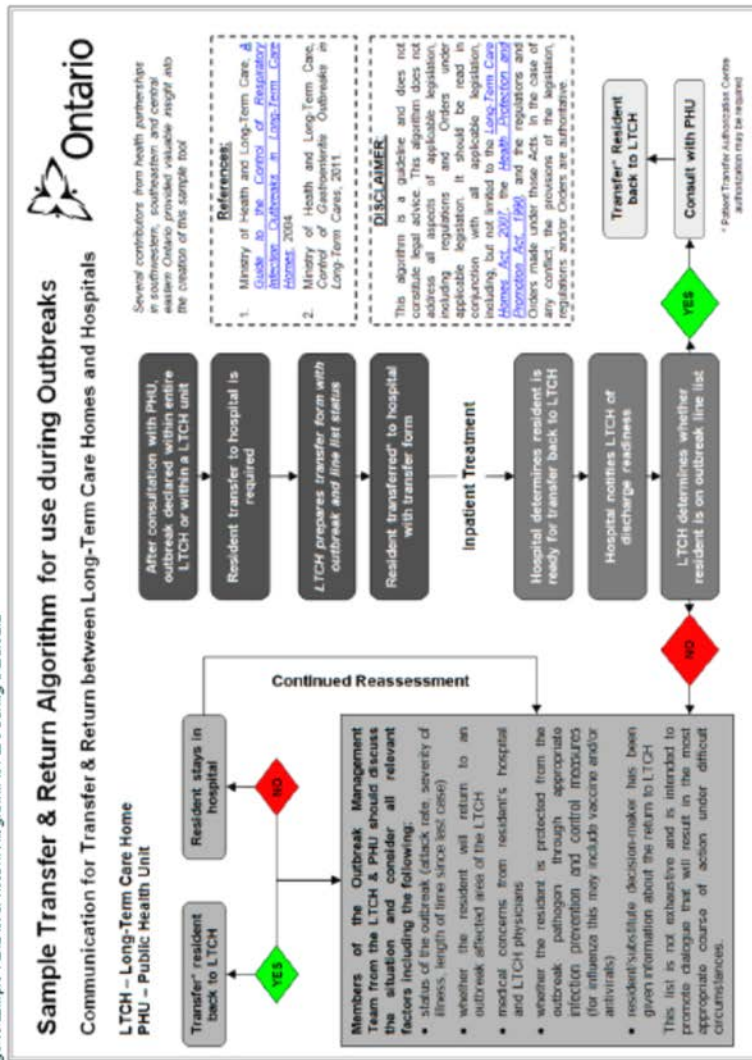 Sample Transfer & Return Algorithm for use during Outbreaks
Communication for Transfer & Return between Long-Term Care Homes and Hospitals
Ontario
LTCH – Long-Term Care Home
PHU – Public Health Unit
Several contributors from health partnerships
in southwestern, southeastern and central
eastern Ontario provided valuable insight into
the creation of this sample tool
After consultation with PHU,
outbreak declared within entire
LTCH or within a LTCH unit
Resident transfer to hospital is
required
LTCH prepares transfer form with
outbreak and line list status
Resident transferred* to hospital
with transfer form
Inpatient Treatment
Hospital determines resident is
ready for transfer back to LTCH
Hospital notifies LTCH of
discharge readiness
LTCH determines whether
resident is on outbreak line list
YES
Consult with PHU
Transfer* Resident
back to LTCH
* Patient Transfer Authorization Centre
authorization may be required
NO
Members of the Outbreak Management
Team from the LTCH & PHU should discuss
the situation and consider all relevant
factors including the following:
• status of the outbreak (attack rate, severity of
illness, length of time since last case)
• whether the resident will return to an
outbreak affected area of the LTCH
• medical concerns from resident's hospital
and LTCH physicians
• whether the resident is protected from the
outbreak pathogen through appropriate
infection prevention and control measures
(for influenza this may include vaccine and/or
antivirals)
• resident/substitute decision-maker has been
given information about the return to LTCH
This list is not exhaustive and is intended to
promote dialogue that will result in the most
appropriate course of action under difficult
circumstances.
YES
Transfer* resident
back to LTCH
NO
Resident stays in
hospital
Continued Reassessment
References:
1. Ministry of Health and Long-Term Care, A
Guide to the Control of Respiratory
Infection Outbreaks in Long-Term Care
Homes, 2004.
2. Ministry of Health and Long-Term Care,
Control of Gastroenteritis Outbreaks in
Long-Term Cares, 2011.
DISCLAIMER:
This algorithm is a guideline and does not
constitute legal advice. This algorithm does not
address all aspects of applicable legislation,
including regulations and Orders under
applicable legislation. It should be read in
conjunction with all applicable legislation,
including, but not limited to the Long-Term Care
Homes Act, 2007, the Health Protection and
Promotion Act, 1990, and the regulations and
Orders made under those Acts. In the case of
any conflict, the provisions of the legislation,
regulations and/or Orders are authoritative.